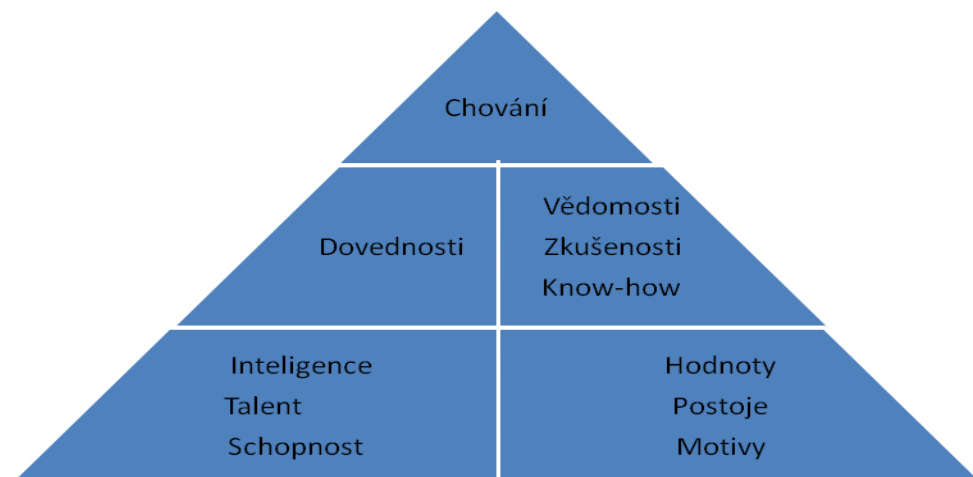 Chování
Dovednosti
Vědomosti
Zkušenosti
Know-how
Inteligence
Talent
Schopnost
Hodnoty
Postoje
Motivy